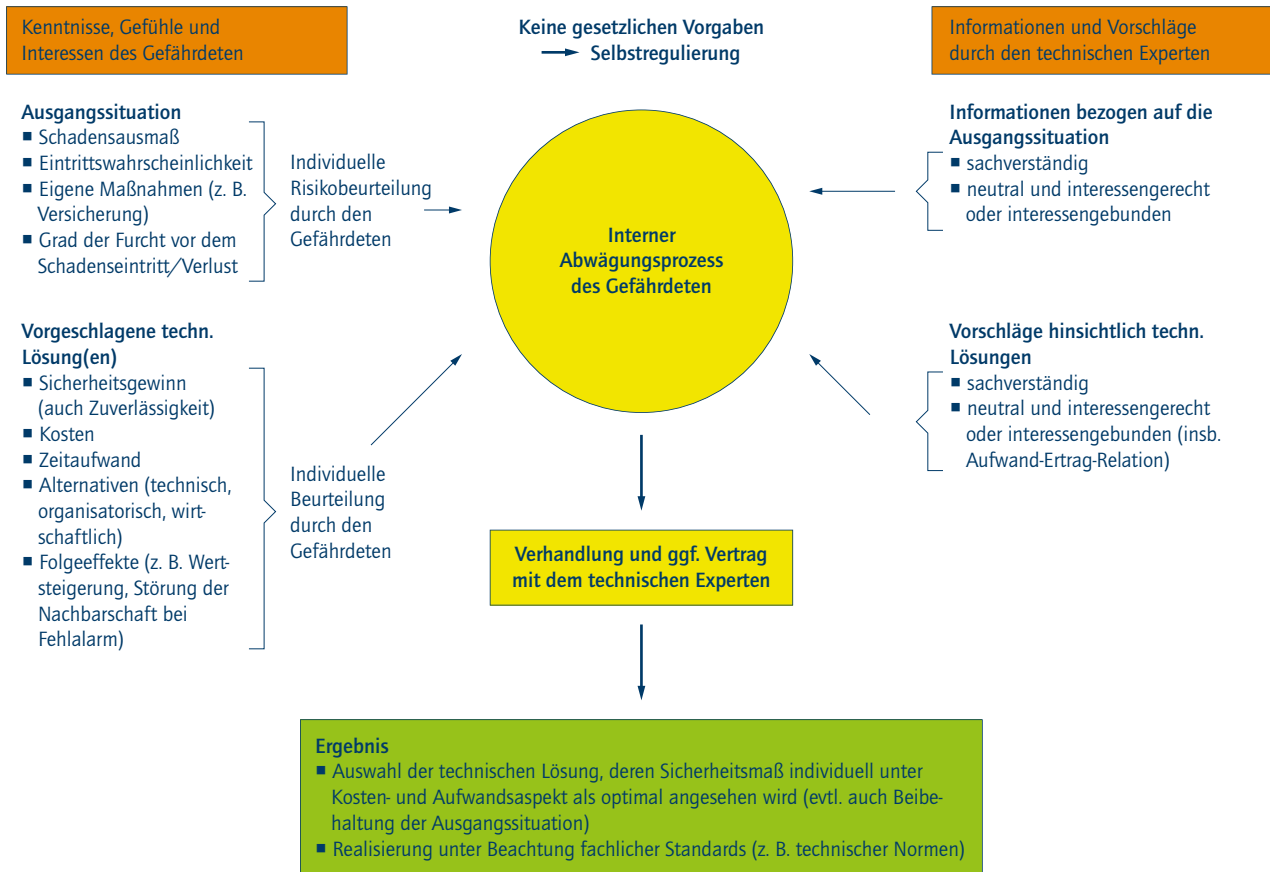 Kenntnisse, Gefühle und
Interessen des Gefährdeten
Keine gesetzlichen Vorgaben
Selbstregulierung
Informationen und Vorschläge
durch den technischen Experten
Ausgangssituation
■ Schadensausmaß
■ Eintrittswahrscheinlichkeit
■ Eigene Maßnahmen (z. B.
Versicherung)
■ Grad der Furcht vor dem
Schadenseintritt/Verlust
Individuelle
Risikobeurteilung
durch den
Gefährdeten
Interner
Abwägungsprozess
des Gefährdeten
Informationen bezogen auf die
Ausgangssituation
■ sachverständig
■ neutral und interessengerecht
oder interessengebunden
Vorgeschlagene techn.
Lösung(en)
■ Sicherheitsgewinn
(auch Zuverlässigkeit)
■ Kosten
■ Zeitaufwand
■ Alternativen (technisch,
organisatorisch, wirt-
schaftlich)
■ Folgeeffekte (z. B. Wert-
steigerung, Störung der
Nachbarschaft bei
Fehlalarm)
Individuelle
Beurteilung
durch den
Gefährdeten
Vorschläge hinsichtlich techn.
Lösungen
■ sachverständig
■ neutral und interessengerecht
oder interessengebunden (insb.
Aufwand-Ertrag-Relation)
Verhandlung und ggf. Vertrag
mit dem technischen Experten
Ergebnis
■ Auswahl der technischen Lösung, deren Sicherheitsmaß individuell unter
Kosten- und Aufwandsaspekt als optimal angesehen wird (evtl. auch Beibe-
haltung der Ausgangssituation)
■ Realisierung unter Beachtung fachlicher Standards (z. B. technischer Normen)